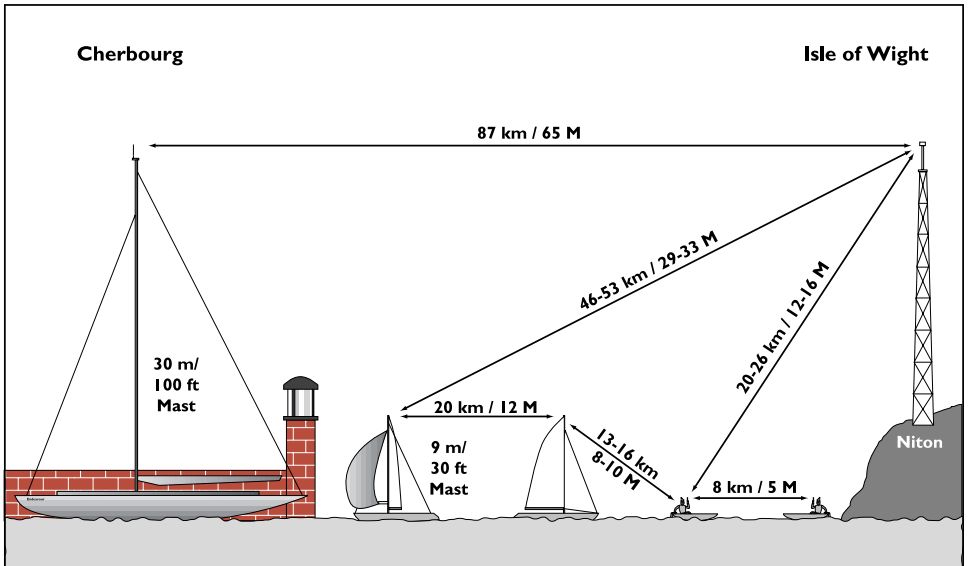 Cherbourg
Isle of Wight
87 km / 65 M
46-53 km / 29-33 M
20-26 km / 12-16 M
30 m/
100 ft
Mast
20 km / 12 M
9 m/
30 ft
Mast
13-16 km
8-10 M
8 km / 5 M
Niton